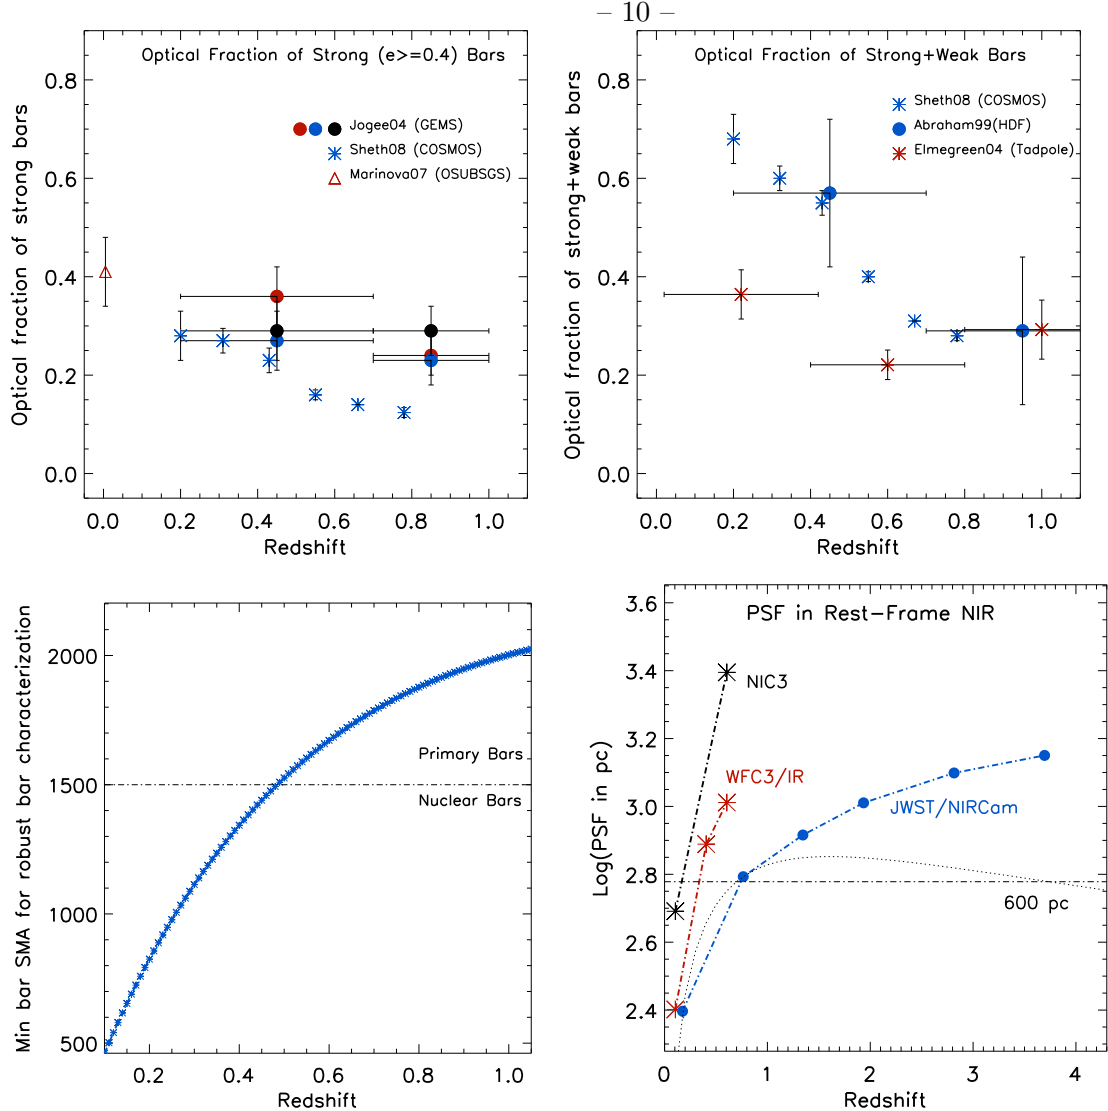 – 10 –
Optical Fraction of Strong (e>=0.4) Bars
Jogee04 (GEMS)
Sheth08 (COSMOS)
Marinova07 (OSUBSGS)
Optical fraction of strong bars
0.8
0.6
0.4
0.2
0.0
0.0 0.2 0.4 0.6 0.8 1.0
Redshift
Optical Fraction of Strong+Weak Bars
Sheth08 (COSMOS)
Abraham99(HDF)
Elmegreen04 (Tadpole)
Optical fraction of strong+weak bars
0.8
0.6
0.4
0.2
0.0
0.0 0.2 0.4 0.6 0.8 1.0
Redshift
Min bar SMA for robust bar characterization
2000
1500
1000
500
Primary Bars
Nuclear Bars
0.2 0.4 0.6 0.8 1.0
Redshift
PSF in Rest–Frame NIR
NIC3
WFC3/IR
JWST/NIRCam
600 pc
Log(PSF in pc)
3.6
3.4
3.2
3.0
2.8
2.6
2.4
0 1 2 3 4
Redshift